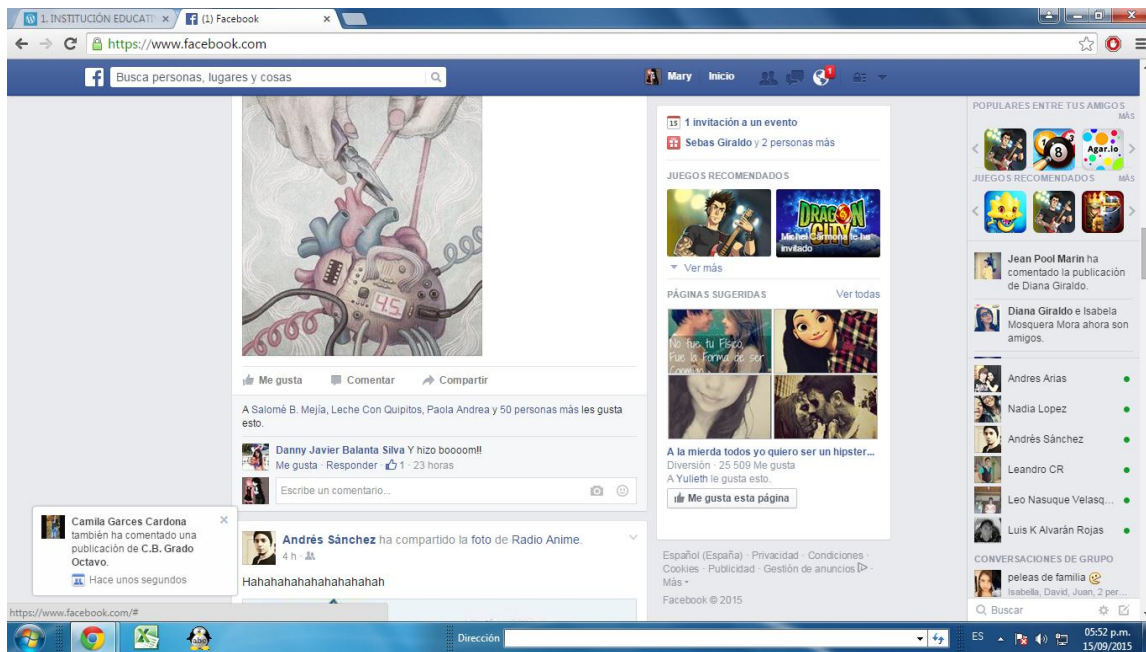 1. INSTITUCIÓN EDUCATI
(1) Facebook
https://www.facebook.com
Busca personas, lugares y cosas
Mary Inicio
1
4.5
Me gusta Comentar Compartir
A Salomé B. Mejía, Leche Con Quipitos, Paola Andrea y 50 personas más les gusta
esto.
Danny Javier Balanta Silva Y hizo boooom!!
Me gusta · Responder · 1 · 23 horas
Escribe un comentario...
Andrés Sánchez ha compartido la foto de Radio Anime.
4 h ·
Hahahahahahahahahahah
Camila Garces Cardona
también ha comentado una
publicación de C.B. Grado
Octavo.
Hace unos segundos
https://www.facebook.com/#
15 1 invitación a un evento
Sebas Giraldo y 2 personas más
JUEGOS RECOMENDADOS
DRAGON
CITY
Michel Carmona te ha
invitado
Ver más
PÁGINAS SUGERIDAS Ver todas
No fue tu Físico
Fue la Forma de ser
Conmigo
A la mierda todos yo quiero ser un hipster...
Diversión · 25 509 Me gusta
A Yulieth le gusta esto.
Me gusta esta página
Español (España) · Privacidad · Condiciones ·
Cookies · Publicidad · Gestión de anuncios ·
Más
Facebook © 2015
POPULARES ENTRE TUS AMIGOS
MÁS
8
Agar.io
JUEGOS RECOMENDADOS MÁS
Jean Pool Marin ha
comentado la publicación
de Diana Giraldo.
Diana Giraldo e Isabela
Mosquera Mora ahora son
amigos.
Andres Arias
Nadia Lopez
Andrés Sánchez
Leandro CR
Leo Nasuque Velasq...
Luis K Alvarán Rojas
CONVERSACIONES DE GRUPO
peleas de familia
Isabella, David, Juan, 2 per...
Buscar
Dirección
ES
05:52 p.m.
15/09/2015